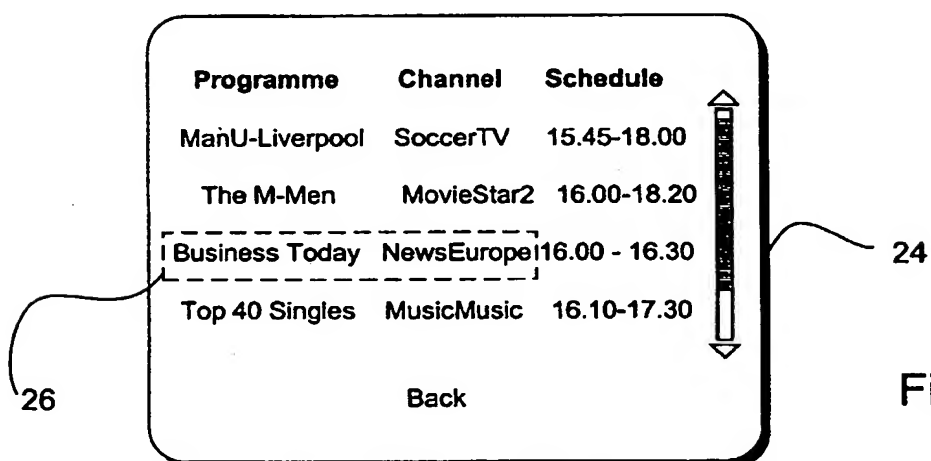 Programme Channel Schedule
ManU-Liverpool SoccerTV 15.45-18.00
The M-Men MovieStar2 16.00-18.20
Business Today NewsEurope 16.00 - 16.30
24
Top 40 Singles MusicMusic 16.10-17.30
26
Back